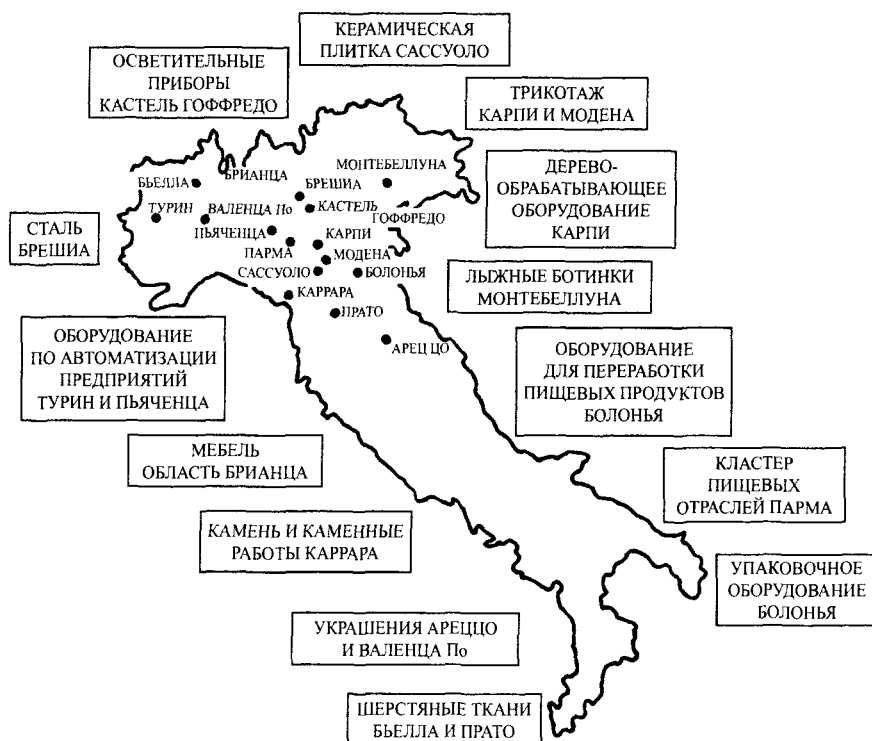 КЕРАМИЧЕСКАЯ
ПЛИТКА САССУОЛО
ОСВЕТИТЕЛЬНЫЕ
ПРИБОРЫ
КАСТЕЛЬ ГОФФРЕДО
ТРИКОТАЖ
КАРПИ И МОДЕНА
ДЕРЕВО-
ОБРАБАТЫВАЮЩЕЕ
ОБОРУДОВАНИЕ
КАРПИ
СТАЛЬ
БРЕШИА
МОНТЕБЕЛЛУНА
БРИАНЦА
БЬЕЛЛА
БРЕШИА
ТУРИН
ВАЛЕНЦА По
КАСТЕЛЬ
ГОФФРЕДО
ПЬЯЧЕНЦА
КАРПИ
ПАРМА
МОДЕНА
САССУОЛО
БОЛОНЬЯ
КАРРАРА
ПРАТО
АРЕЦ ЦО
ЛЫЖНЫЕ БОТИНКИ
МОНТЕБЕЛЛУНА
ОБОРУДОВАНИЕ
ПО АВТОМАТИЗАЦИИ
ПРЕДПРИЯТИЙ
ТУРИН И ПЬЯЧЕНЦА
ОБОРУДОВАНИЕ
ДЛЯ ПЕРЕРАБОТКИ
ПИЩЕВЫХ ПРОДУКТОВ
БОЛОНЬЯ
МЕБЕЛЬ
ОБЛАСТЬ БРИАНЦА
КЛАСТЕР
ПИЩЕВЫХ
ОТРАСЛЕЙ ПАРМА
КАМЕНЬ И КАМЕННЫЕ
РАБОТЫ КАРРАРА
УПАКОВОЧНОЕ
ОБОРУДОВАНИЕ
БОЛОНЬЯ
УКРАШЕНИЯ АРЕЦЦО
И ВАЛЕНЦА По
ШЕРСТЯНЫЕ ТКАНИ
БЬЕЛЛА И ПРАТО